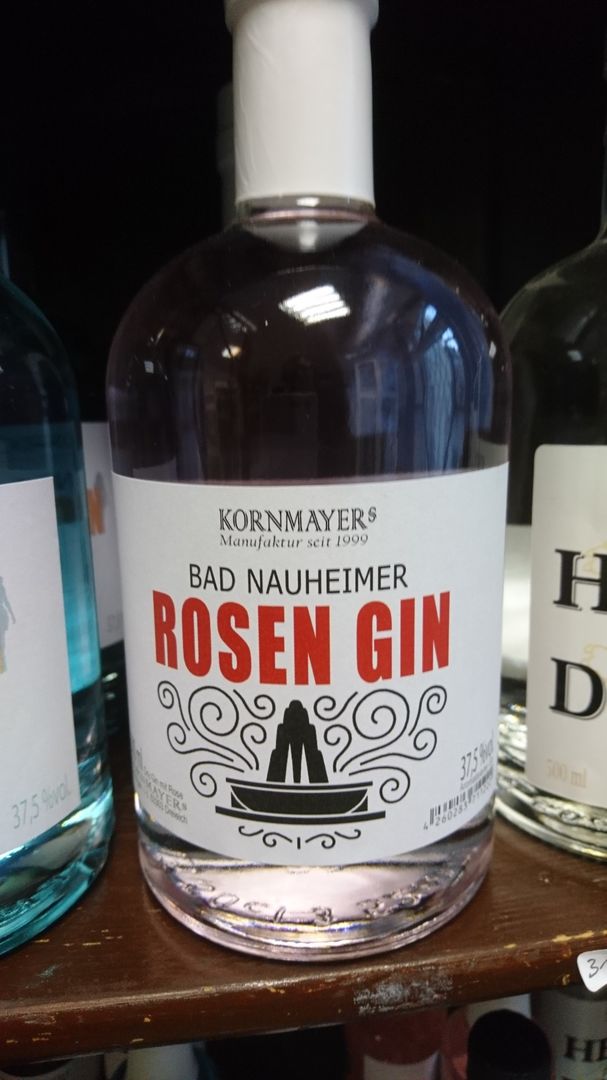 KORNMAYERS
Manufaktur seit 1999
BAD NAUHEIMER
ROSEN GIN
37,5 %vol.
37,5 %vol.
H
D
500 ml